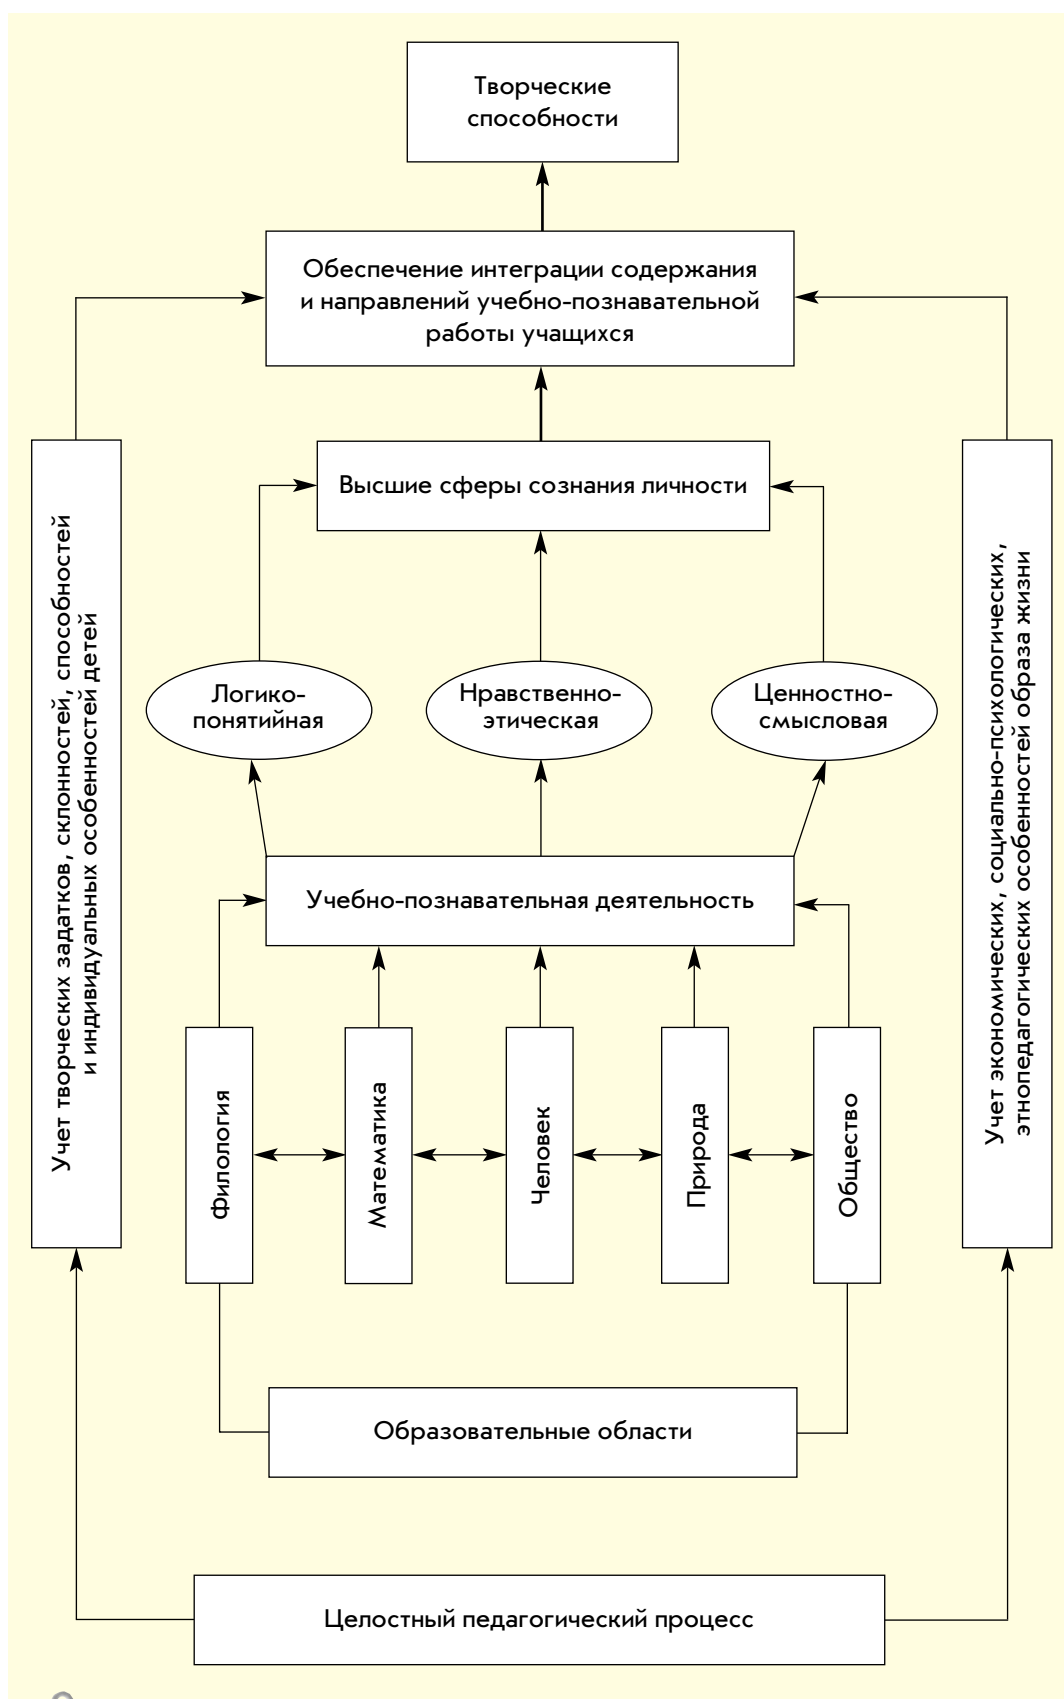 Творческие
способности
Обеспечение интеграции содержания
и направлений учебно-познавательной
работы учащихся
Высшие сферы сознания личности
Учет творческих задатков, склонностей, способностей
и индивидуальных особенностей детей
Логико-
понятийная
Нравственно-
этическая
Ценностно-
смысловая
Учет экономических, социально-психологических,
этнопедагогических особенностей образа жизни
Учебно-познавательная деятельность
Филология
Математика
Человек
Природа
Общество
Образовательные области
Целостный педагогический процесс